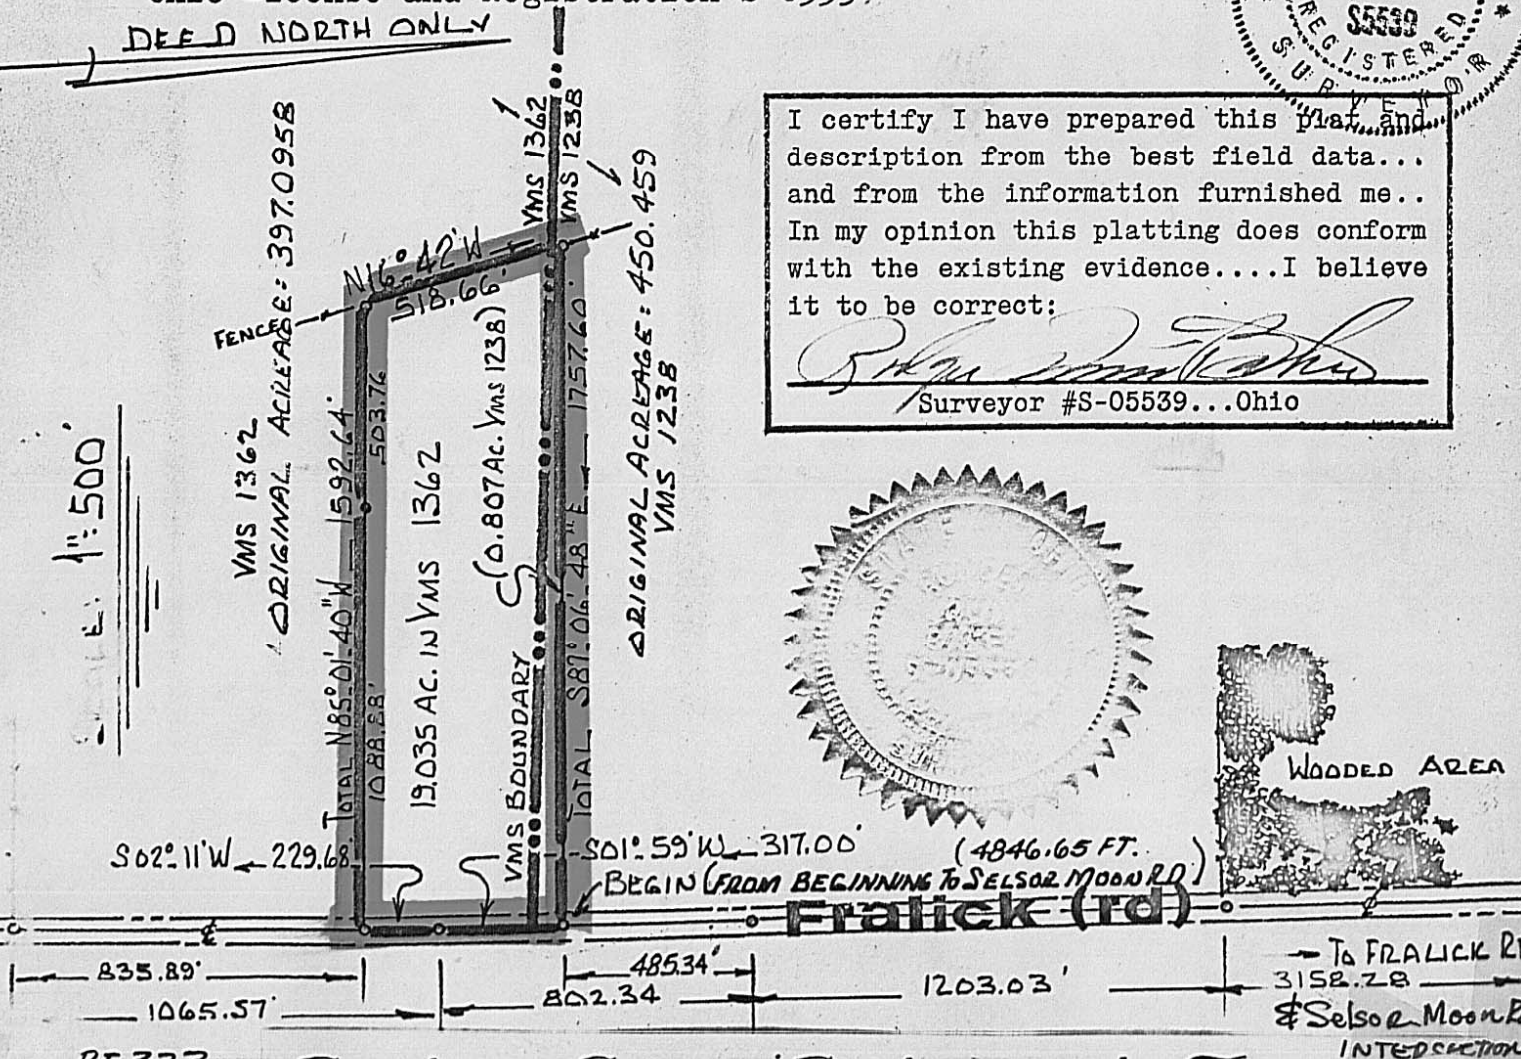 DEED NORTH ONLY
S5539
REGISTERED
SURVEYOR
I certify I have prepared this plat and
description from the best field data...
and from the information furnished me..
In my opinion this platting does conform
with the existing evidence....I believe
it to be correct:
Surveyor #S-05539...Ohio
VMS 1362
VMS 1238
ORIGINAL ACREAGE: 397.0958
VMS 1362
ORIGINAL ACREAGE: 450.459
VMS 1238
N16°-42'W
518.66'
FENCE
1":500'
TOTAL N85°-01'-40"W 1592.64'
503.76
1088.88'
19.035 AC. IN VMS 1362
(0.807 Ac. Vms 1238)
VMS BOUNDARY
TOTAL S87°-06'-48"E 1757.60'
S02°-11'W 229.68'
S01°-59'W 317.00'
(4846.65 FT.
BEGIN (FROM BEGINNING TO SELSOR MOON RD)
WOODED AREA
Fralick (rd)
835.89'
485.34'
TO FRALICK
1065.57'
802.34
1203.03'
3158.28
& Selsor Moon
INTERSECTION